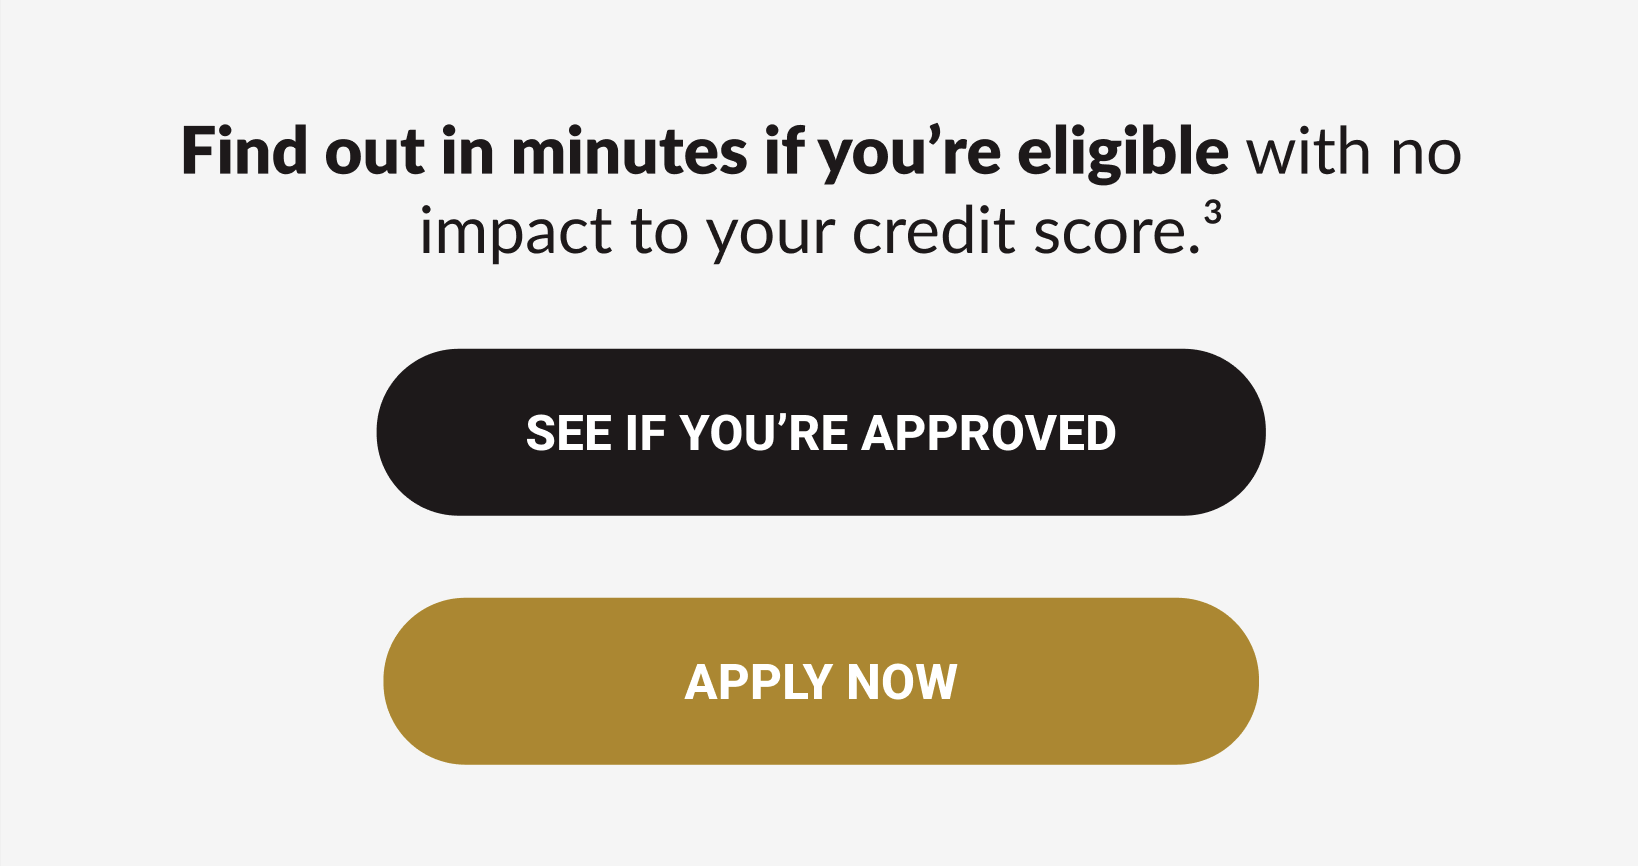 Find out in minutes if you’re eligible with no
impact to your credit score.³
SEE IF YOU’RE APPROVED
APPLY NOW